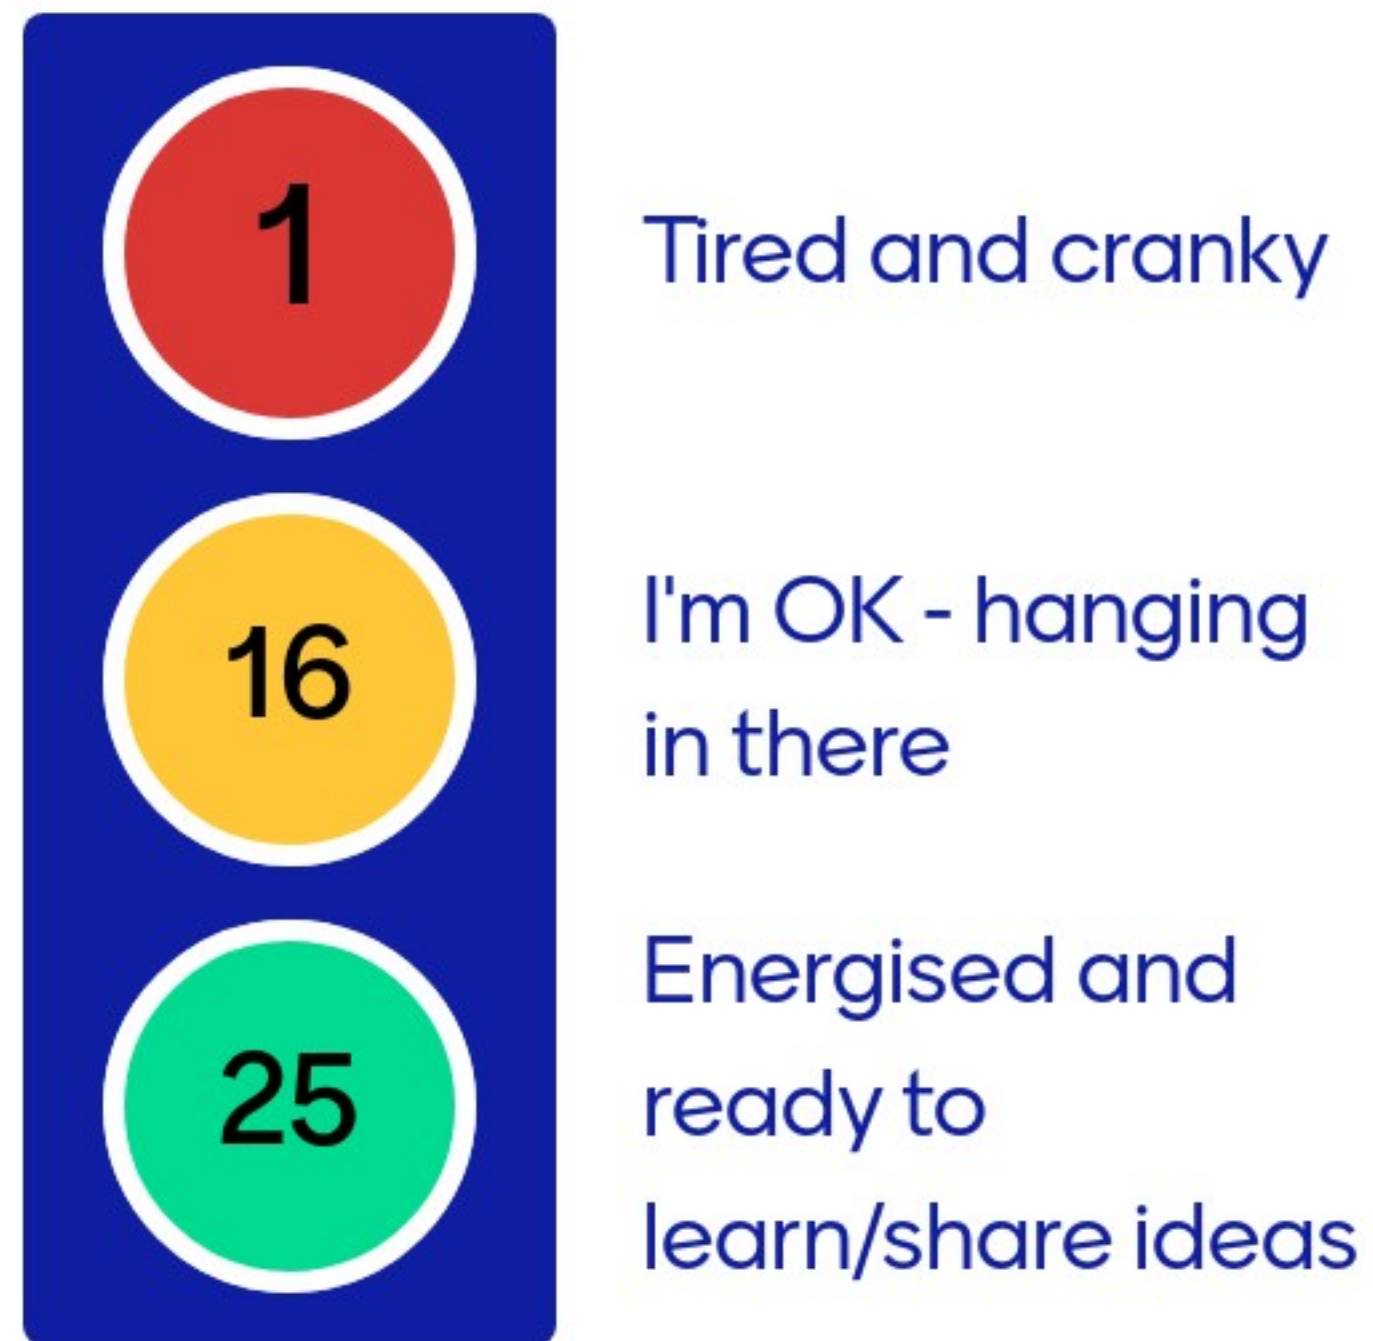 1
Tired and cranky
16
I'm OK - hanging
in there
25
Energised and
ready to
learn/share ideas